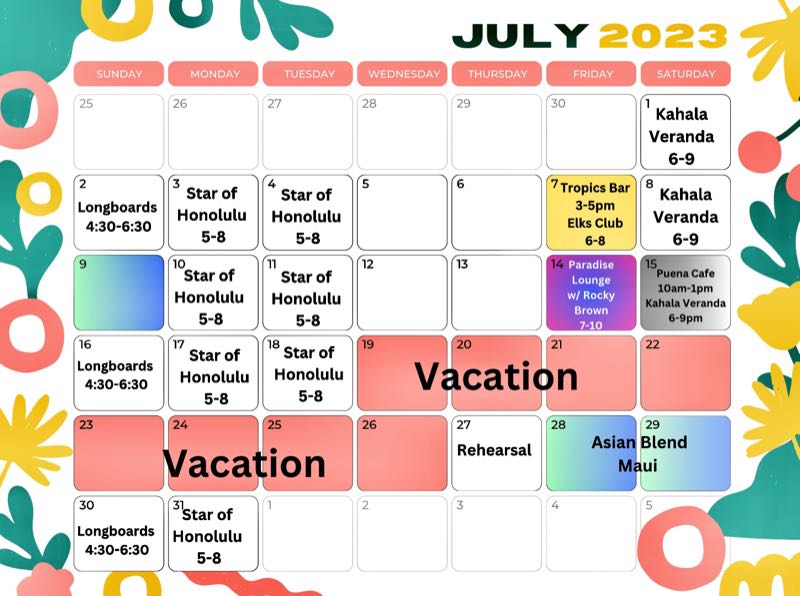 JULY 2023
SUNDAY MONDAY TUESDAY WEDNESDAY THURSDAY FRIDAY SATURDAY
25 26 27 28 29 30 1
Kahala
Veranda
6-9
2
Longboards
4:30-6:30
3
Star of
Honolulu
5-8
4
Star of
Honolulu
5-8
5
6
7
Tropics Bar
3-5pm
Elks Club
6-8
8
Kahala
Veranda
6-9
9
10
Star of
Honolulu
5-8
11
Star of
Honolulu
5-8
12
13
14
Paradise
Lounge
w/ Rocky
Brown
7-10
15
Puena Cafe
10am-1pm
Kahala Veranda
6-9pm
16
Longboards
4:30-6:30
17
Star of
Honolulu
5-8
18
Star of
Honolulu
5-8
19 20 21 22
Vacation
23 24 25 26
Vacation
27
Rehearsal
28 29
Asian Blend
Maui
30
Longboards
4:30-6:30
31
Star of
Honolulu
5-8
1 2 3 4 5